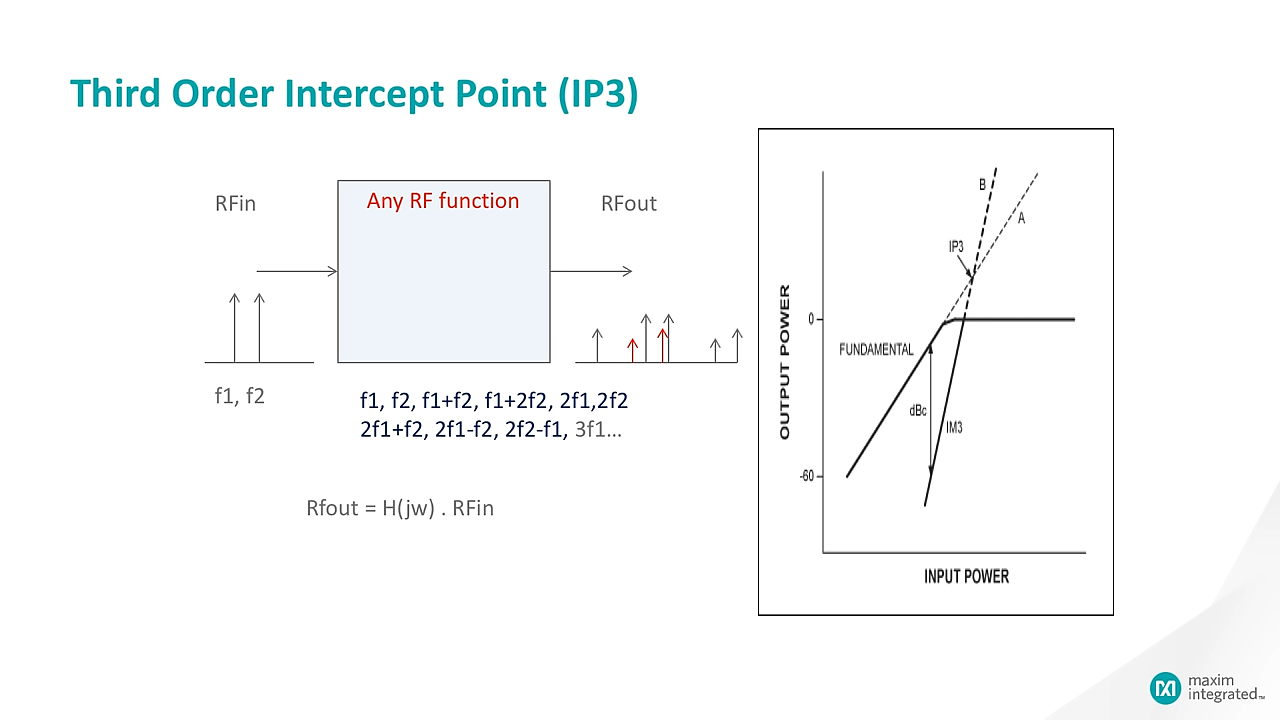 Third Order Intercept Point (IP3)
RFin
Any RF function
RFout
f1, f2
f1, f2, f1+f2, f1+2f2, 2f1,2f2
2f1+f2, 2f1-f2, 2f2-f1, 3f1...
Rfout = H(jw) . RFin
B
A
IP3
OUTPUT POWER
0
FUNDAMENTAL
dBc
IM3
-60
INPUT POWER
maxim
integrated™